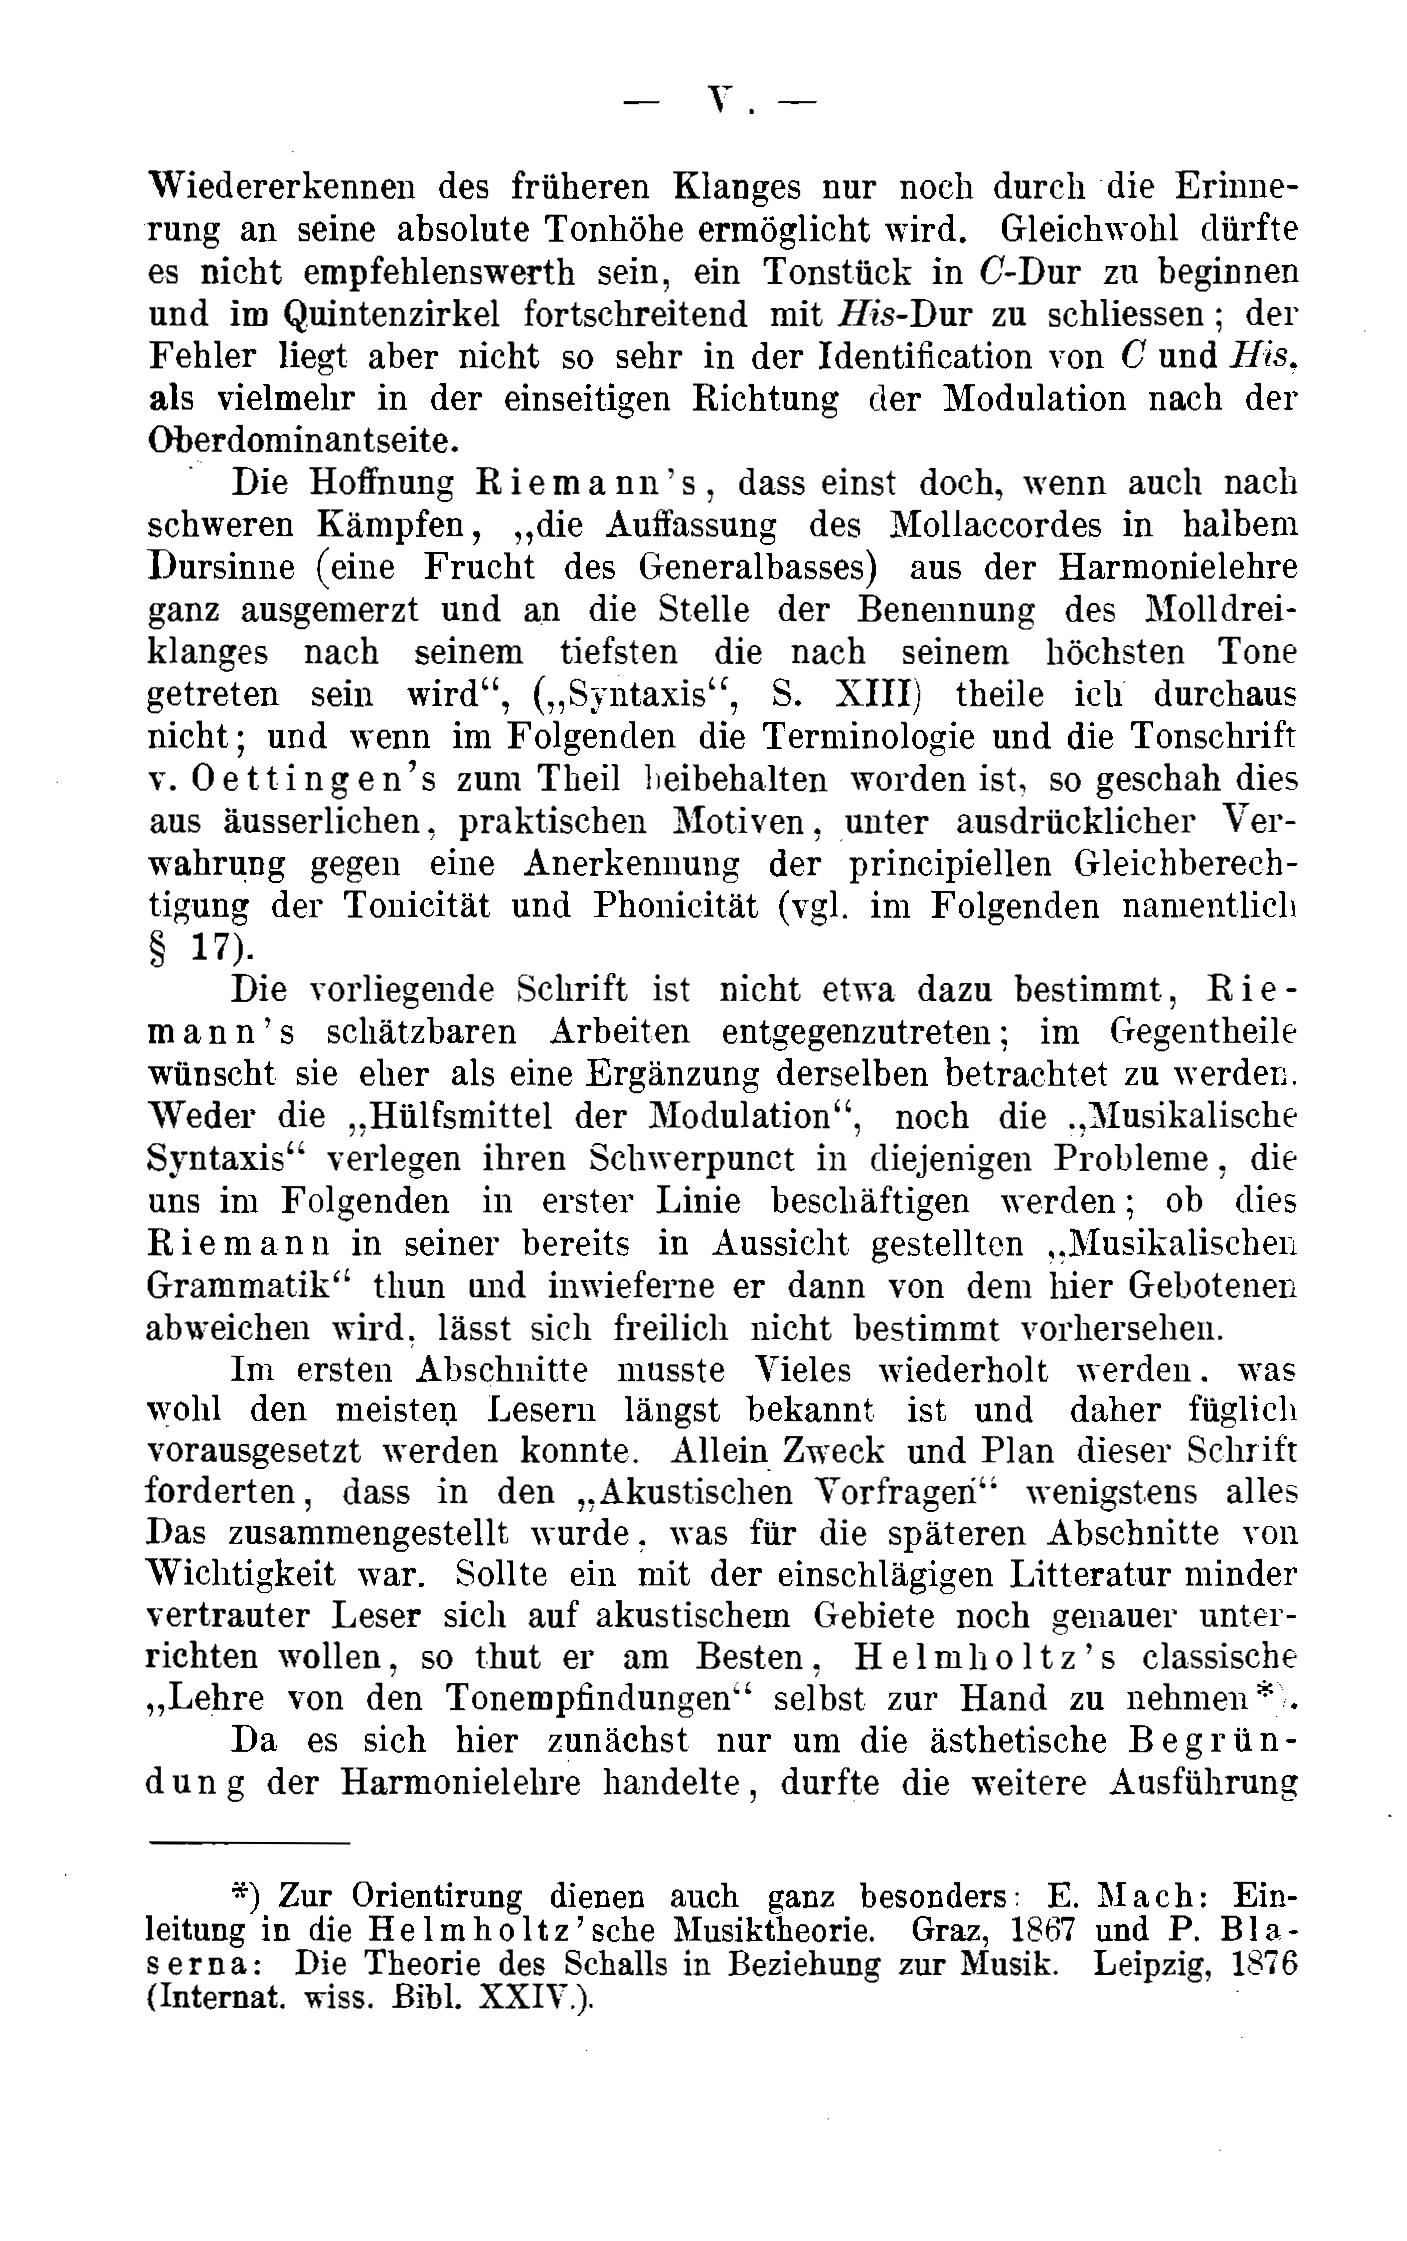 — V. —
Wiedererkennen des früheren Klanges nur noch durch die Erinne-
rung an seine absolute Tonhöhe ermöglicht wird. Gleichwohl dürfte
es nicht empfehlenswerth sein, ein Tonstück in C-Dur zu beginnen
und im Quintenzirkel fortschreitend mit His-Dur zu schliessen; der
Fehler liegt aber nicht so sehr in der Identification von C und His,
als vielmehr in der einseitigen Richtung der Modulation nach der
Oberdominantseite.
Die Hoffnung Riemann's, dass einst doch, wenn auch nach
schweren Kämpfen, „die Auffassung des Mollaccordes in halbem
Dursinne (eine Frucht des Generalbasses) aus der Harmonielehre
ganz ausgemerzt und an die Stelle der Benennung des Molldrei-
klanges nach seinem tiefsten die nach seinem höchsten Tone
getreten sein wird“, („Syntaxis“, S. XIII) theile ich durchaus
nicht; und wenn im Folgenden die Terminologie und die Tonschrift
v. Oettingen's zum Theil beibehalten worden ist, so geschah dies
aus äusserlichen, praktischen Motiven, unter ausdrücklicher Ver-
wahrung gegen eine Anerkennung der principiellen Gleichberech-
tigung der Tonicität und Phonicität (vgl. im Folgenden namentlich
§ 17).
Die vorliegende Schrift ist nicht etwa dazu bestimmt, Rie-
mann's schätzbaren Arbeiten entgegenzutreten; im Gegentheile
wünscht sie eher als eine Ergänzung derselben betrachtet zu werden.
Weder die „Hülfsmittel der Modulation“, noch die „Musikalische
Syntaxis“ verlegen ihren Schwerpunct in diejenigen Probleme, die
uns im Folgenden in erster Linie beschäftigen werden; ob dies
Riemann in seiner bereits in Aussicht gestellten „Musikalischen
Grammatik“ thun und inwieferne er dann von dem hier Gebotenen
abweichen wird, lässt sich freilich nicht bestimmt vorhersehen.
Im ersten Abschnitte musste Vieles wiederholt werden, was
wohl den meisten Lesern längst bekannt ist und daher füglich
vorausgesetzt werden konnte. Allein Zweck und Plan dieser Schrift
forderten, dass in den „Akustischen Vorfragen“ wenigstens alles
Das zusammengestellt wurde, was für die späteren Abschnitte von
Wichtigkeit war. Sollte ein mit der einschlägigen Litteratur minder
vertrauter Leser sich auf akustischem Gebiete noch genauer unter-
richten wollen, so thut er am Besten, Helmholtz's classische
„Lehre von den Tonempfindungen“ selbst zur Hand zu nehmen*).
Da es sich hier zunächst nur um die ästhetische Begrün-
dung der Harmonielehre handelte, durfte die weitere Ausführung
*) Zur Orientirung dienen auch ganz besonders: E. Mach: Ein-
leitung in die Helmholtz'sche Musiktheorie. Graz, 1867 und P. Bla-
serna: Die Theorie des Schalls in Beziehung zur Musik. Leipzig, 1876
(Internat. wiss. Bibl. XXIV.).